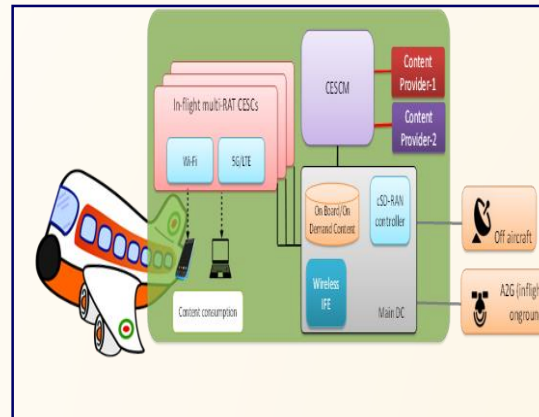 In-flight multi-RAT CESCs
Wi-Fi
5G/LTE
Content consumption
CESCM
Content
Provider-1
Content
Provider-2
On Board/On
Demand Content
cSD-RAN
controller
Wireless
IFE
Main DC
Off aircraft
A2G (inflight
onground